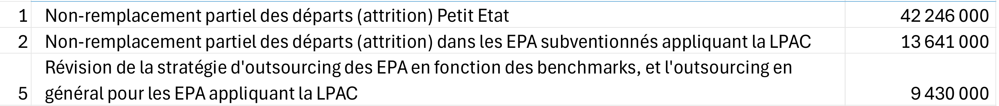 1 Non-remplacement partiel des départs (attrition) Petit Etat 42 246 000
2 Non-remplacement partiel des départs (attrition) dans les EPA subventionnés appliquant la LPAC 13 641 000
Révision de la stratégie d'outsourcing des EPA en fonction des benchmarks, et l'outsourcing en
5 général pour les EPA appliquant la LPAC 9 430 000